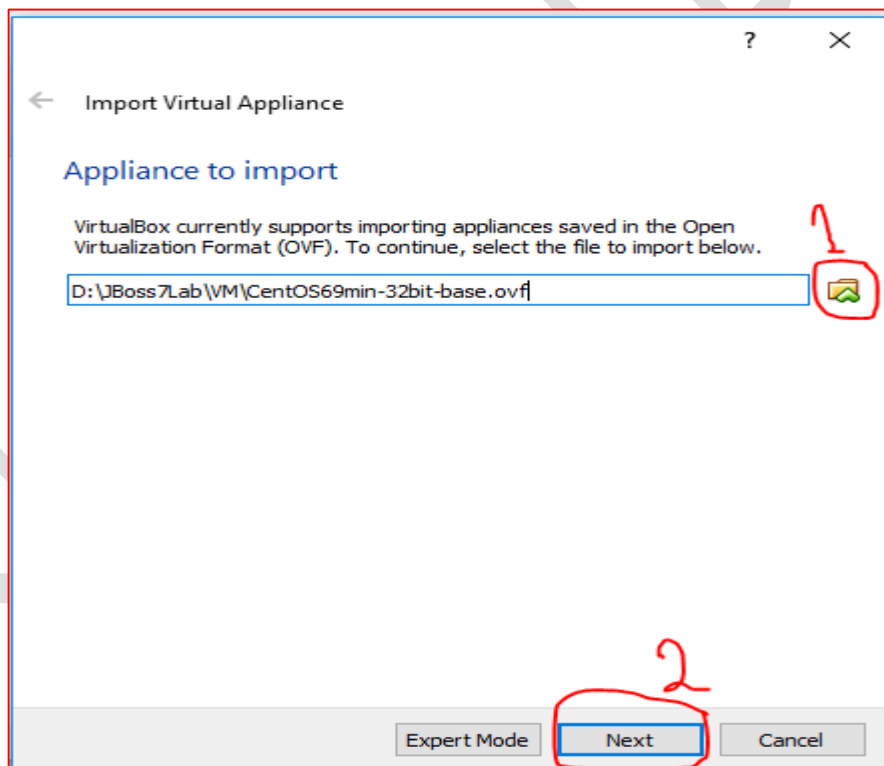 ?
Import Virtual Appliance
Appliance to import
VirtualBox currently supports importing appliances saved in the Open
Virtualization Format (OVF). To continue, select the file to import below.
1
D:\JBoss7Lab\VM\CentOS69min-32bit-base.ovf
2
Expert Mode Next Cancel